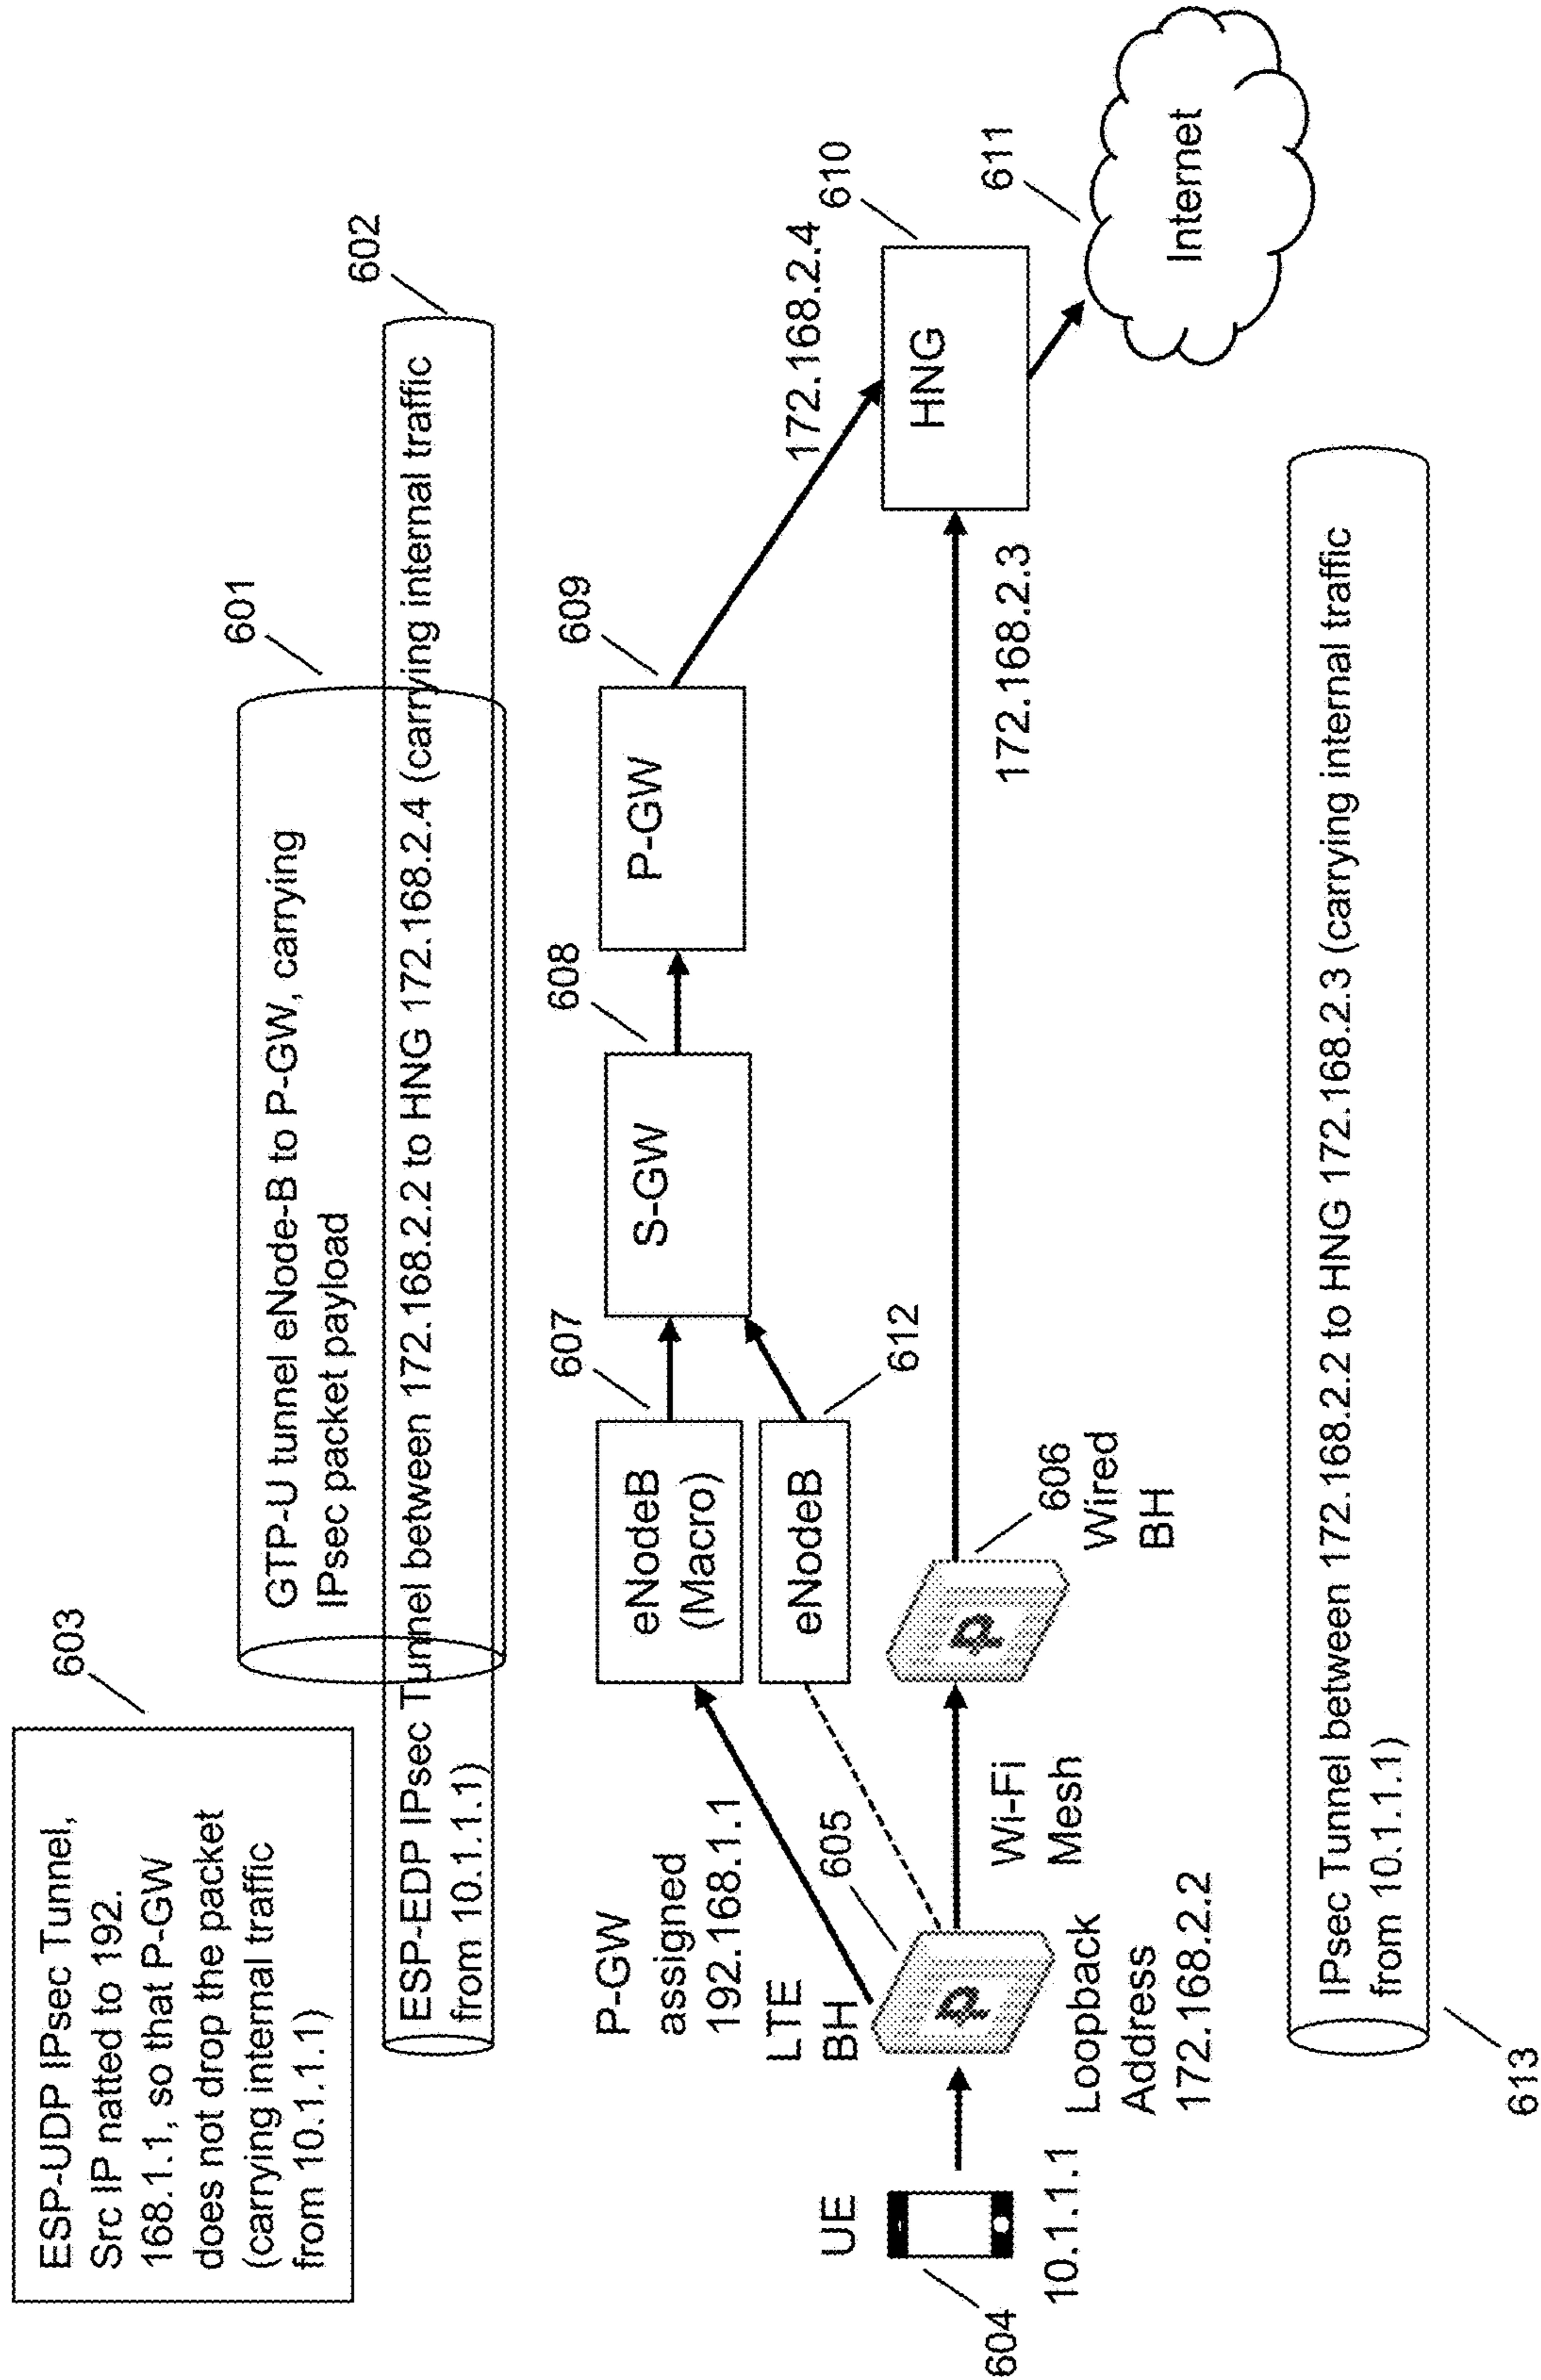 603
ESP-UDP IPsec Tunnel,
Src IP natted to 192.
168.1.1, so that P-GW
does not drop the packet
(carrying internal traffic
from 10.1.1.1)
601
GTP-U tunnel eNode-B to P-GW, carrying
IPsec packet payload
602
ESP-EDP IPsec Tunnel between 172.168.2.2 to HNG 172.168.2.4 (carrying internal traffic
from 10.1.1.1)
P-GW
assigned
192.168.1.1
LTE
BH
605
607
eNodeB
(Macro)
eNodeB
612
608
S-GW
609
P-GW
172.168.2.4
610
HNG
611
Internet
UE
604
10.1.1.1
P
Loopback
Address
172.168.2.2
Wi-Fi
Mesh
P
606
Wired
BH
172.168.2.3
IPsec Tunnel between 172.168.2.2 to HNG 172.168.2.3 (carrying internal traffic
from 10.1.1.1)
613